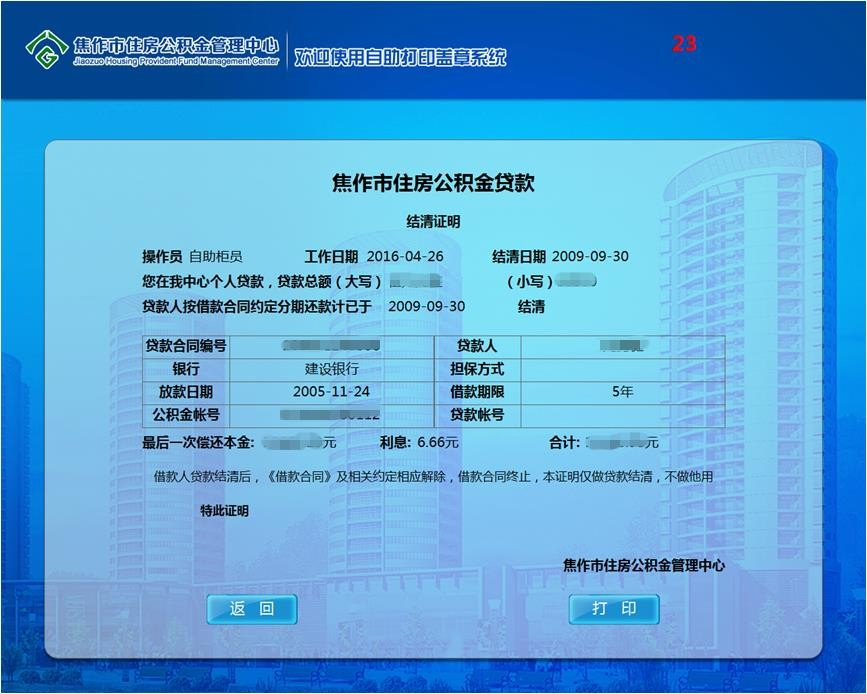 焦作市住房公积金管理中心
Jiaozuo Housing Provident Fund Management Center
欢迎使用自助打印盖章系统
23
焦作市住房公积金贷款
结清证明
操作员 自助柜员 工作日期 2016-04-26 结清日期 2009-09-30
您在我中心个人贷款，贷款总额（大写） （小写）
贷款人按借款合同约定分期还款计已于 2009-09-30 结清
贷款合同编号 贷款人
银行 建设银行 担保方式
放款日期 2005-11-24 借款期限 5年
公积金帐号 贷款帐号
最后一次偿还本金: 元 利息: 6.66元 合计: 元
借款人贷款结清后，《借款合同》及相关约定相应解除，借款合同终止，本证明仅做贷款结清，不做他用
特此证明
焦作市住房公积金管理中心
返 回 打 印